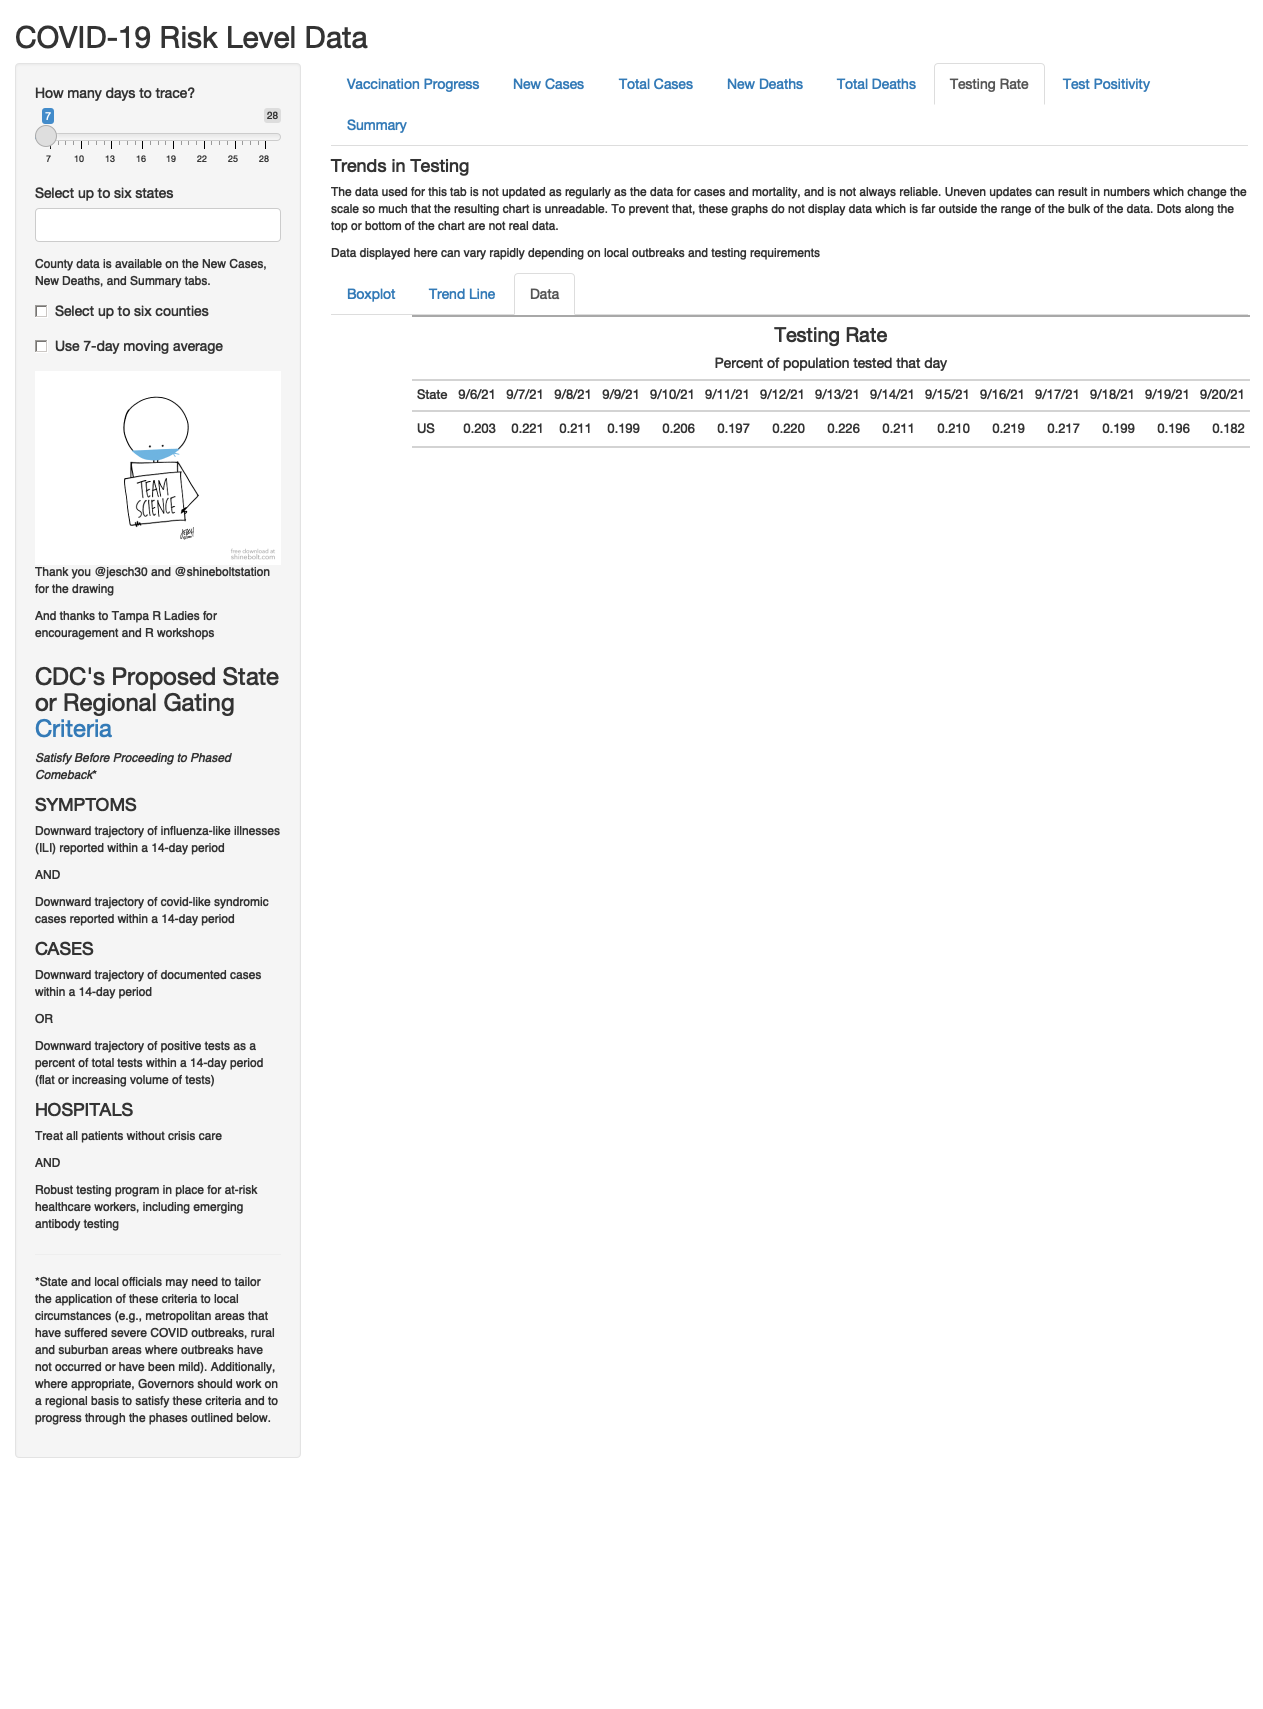 COVID-19 Risk Level Data
How many days to trace?
7
28
7 10 13 16 19 22 25 28
Select up to six states
County data is available on the New Cases,
New Deaths, and Summary tabs.
Select up to six counties
Use 7-day moving average
TEAM
SCIENCE
free download at
shinebolt.com
Thank you @jesch30 and @shineboltstation
for the drawing
And thanks to Tampa R Ladies for
encouragement and R workshops
CDC's Proposed State
or Regional Gating
Criteria
Satisfy Before Proceeding to Phased
Comeback*
SYMPTOMS
Downward trajectory of influenza-like illnesses
(ILI) reported within a 14-day period
AND
Downward trajectory of covid-like syndromic
cases reported within a 14-day period
CASES
Downward trajectory of documented cases
within a 14-day period
OR
Downward trajectory of positive tests as a
percent of total tests within a 14-day period
(flat or increasing volume of tests)
HOSPITALS
Treat all patients without crisis care
AND
Robust testing program in place for at-risk
healthcare workers, including emerging
antibody testing
*State and local officials may need to tailor
the application of these criteria to local
circumstances (e.g., metropolitan areas that
have suffered severe COVID outbreaks, rural
and suburban areas where outbreaks have
not occurred or have been mild). Additionally,
where appropriate, Governors should work on
a regional basis to satisfy these criteria and to
progress through the phases outlined below.
Vaccination Progress New Cases Total Cases New Deaths Total Deaths Testing Rate Test Positivity
Summary
Trends in Testing
The data used for this tab is not updated as regularly as the data for cases and mortality, and is not always reliable. Uneven updates can result in numbers which change the
scale so much that the resulting chart is unreadable. To prevent that, these graphs do not display data which is far outside the range of the bulk of the data. Dots along the
top or bottom of the chart are not real data.
Data displayed here can vary rapidly depending on local outbreaks and testing requirements
Boxplot Trend Line Data
Testing Rate
Percent of population tested that day
State 9/6/21 9/7/21 9/8/21 9/9/21 9/10/21 9/11/21 9/12/21 9/13/21 9/14/21 9/15/21 9/16/21 9/17/21 9/18/21 9/19/21 9/20/21
US 0.203 0.221 0.211 0.199 0.206 0.197 0.220 0.226 0.211 0.210 0.219 0.217 0.199 0.196 0.182